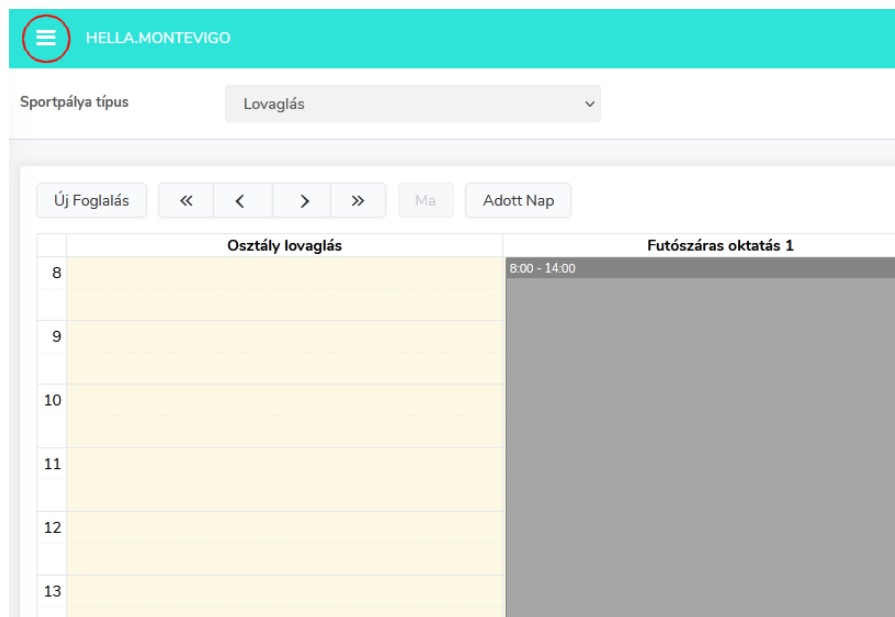 HELLA.MONTEVIGO
Sportpálya típus
Lovaglás
Új Foglalás
Ma
Adott Nap
Osztály lovaglás
Futószáras oktatás 1
8
8:00 - 14:00
9
10
11
12
13